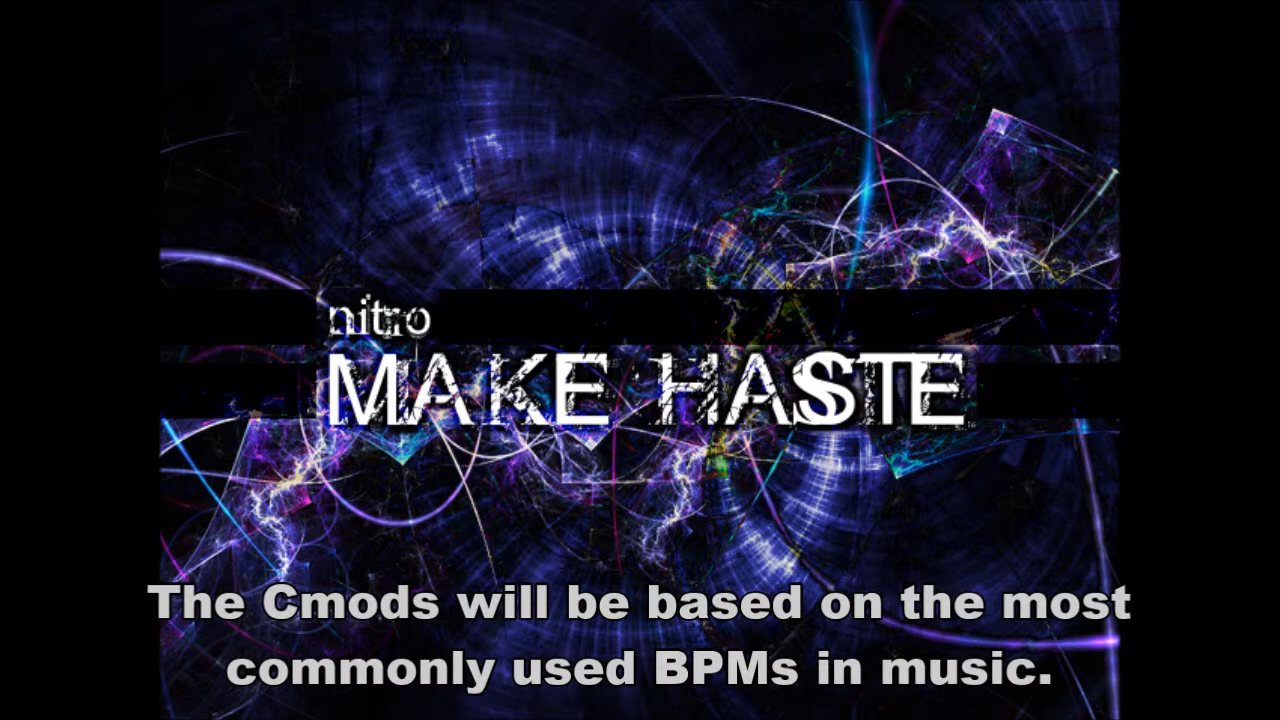 nitro
MAKE HASTE
The Cmods will be based on the most
commonly used BPMs in music.